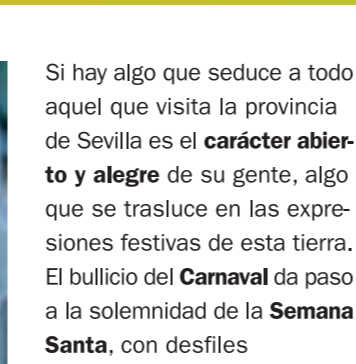 Si hay algo que seduce a todo
aquel que visita la provincia
de Sevilla es el carácter abier-
to y alegre de su gente, algo
que se trasluce en las expre-
siones festivas de esta tierra.
El bullicio del Carnaval da paso
a la solemnidad de la Semana
Santa, con desfiles